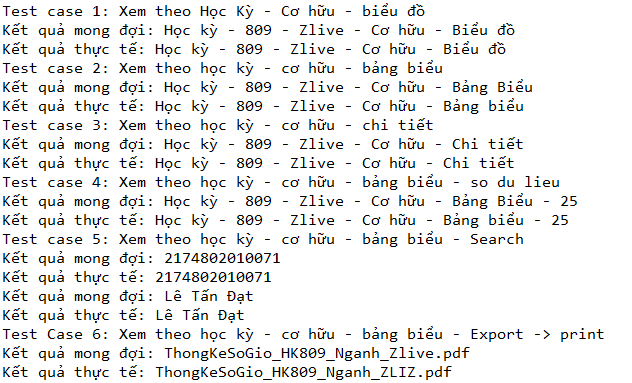 Test case 1: Xem theo Học Kỳ - Cơ hữu - biểu đồ
Kết quả mong đợi: Học kỳ - 809 - Zlive - Cơ hữu - Biểu đồ
Kết quả thực tế: Học kỳ - 809 - Zlive - Cơ hữu - Biểu đồ
Test case 2: Xem theo học kỳ - cơ hữu - bảng biểu
Kết quả mong đợi: Học kỳ - 809 - Zlive - Cơ hữu - Bảng Biểu
Kết quả thực tế: Học kỳ - 809 - Zlive - Cơ hữu - Bảng biểu
Test case 3: Xem theo học kỳ - cơ hữu - chi tiết
Kết quả mong đợi: Học kỳ - 809 - Zlive - Cơ hữu - Chi tiết
Kết quả thực tế: Học kỳ - 809 - Zlive - Cơ hữu - Chi tiết
Test case 4: Xem theo học kỳ - cơ hữu - bảng biểu - so du lieu
Kết quả mong đợi: Học kỳ - 809 - Zlive - Cơ hữu - Bảng Biểu - 25
Kết quả thực tế: Học kỳ - 809 - Zlive - Cơ hữu - Bảng biểu - 25
Test case 5: Xem theo học kỳ - cơ hữu - bảng biểu - Search
Kết quả mong đợi: 2174802010071
Kết quả thực tế: 2174802010071
Kết quả mong đợi: Lê Tấn Đạt
Kết quả thực tế: Lê Tấn Đạt
Test Case 6: Xem theo học kỳ - cơ hữu - bảng biểu - Export -> print
Kết quả mong đợi: ThongKeSoGio_HK809_Nganh_Zlive.pdf
Kết quả thực tế: ThongKeSoGio_HK809_Nganh_ZLIZ.pdf